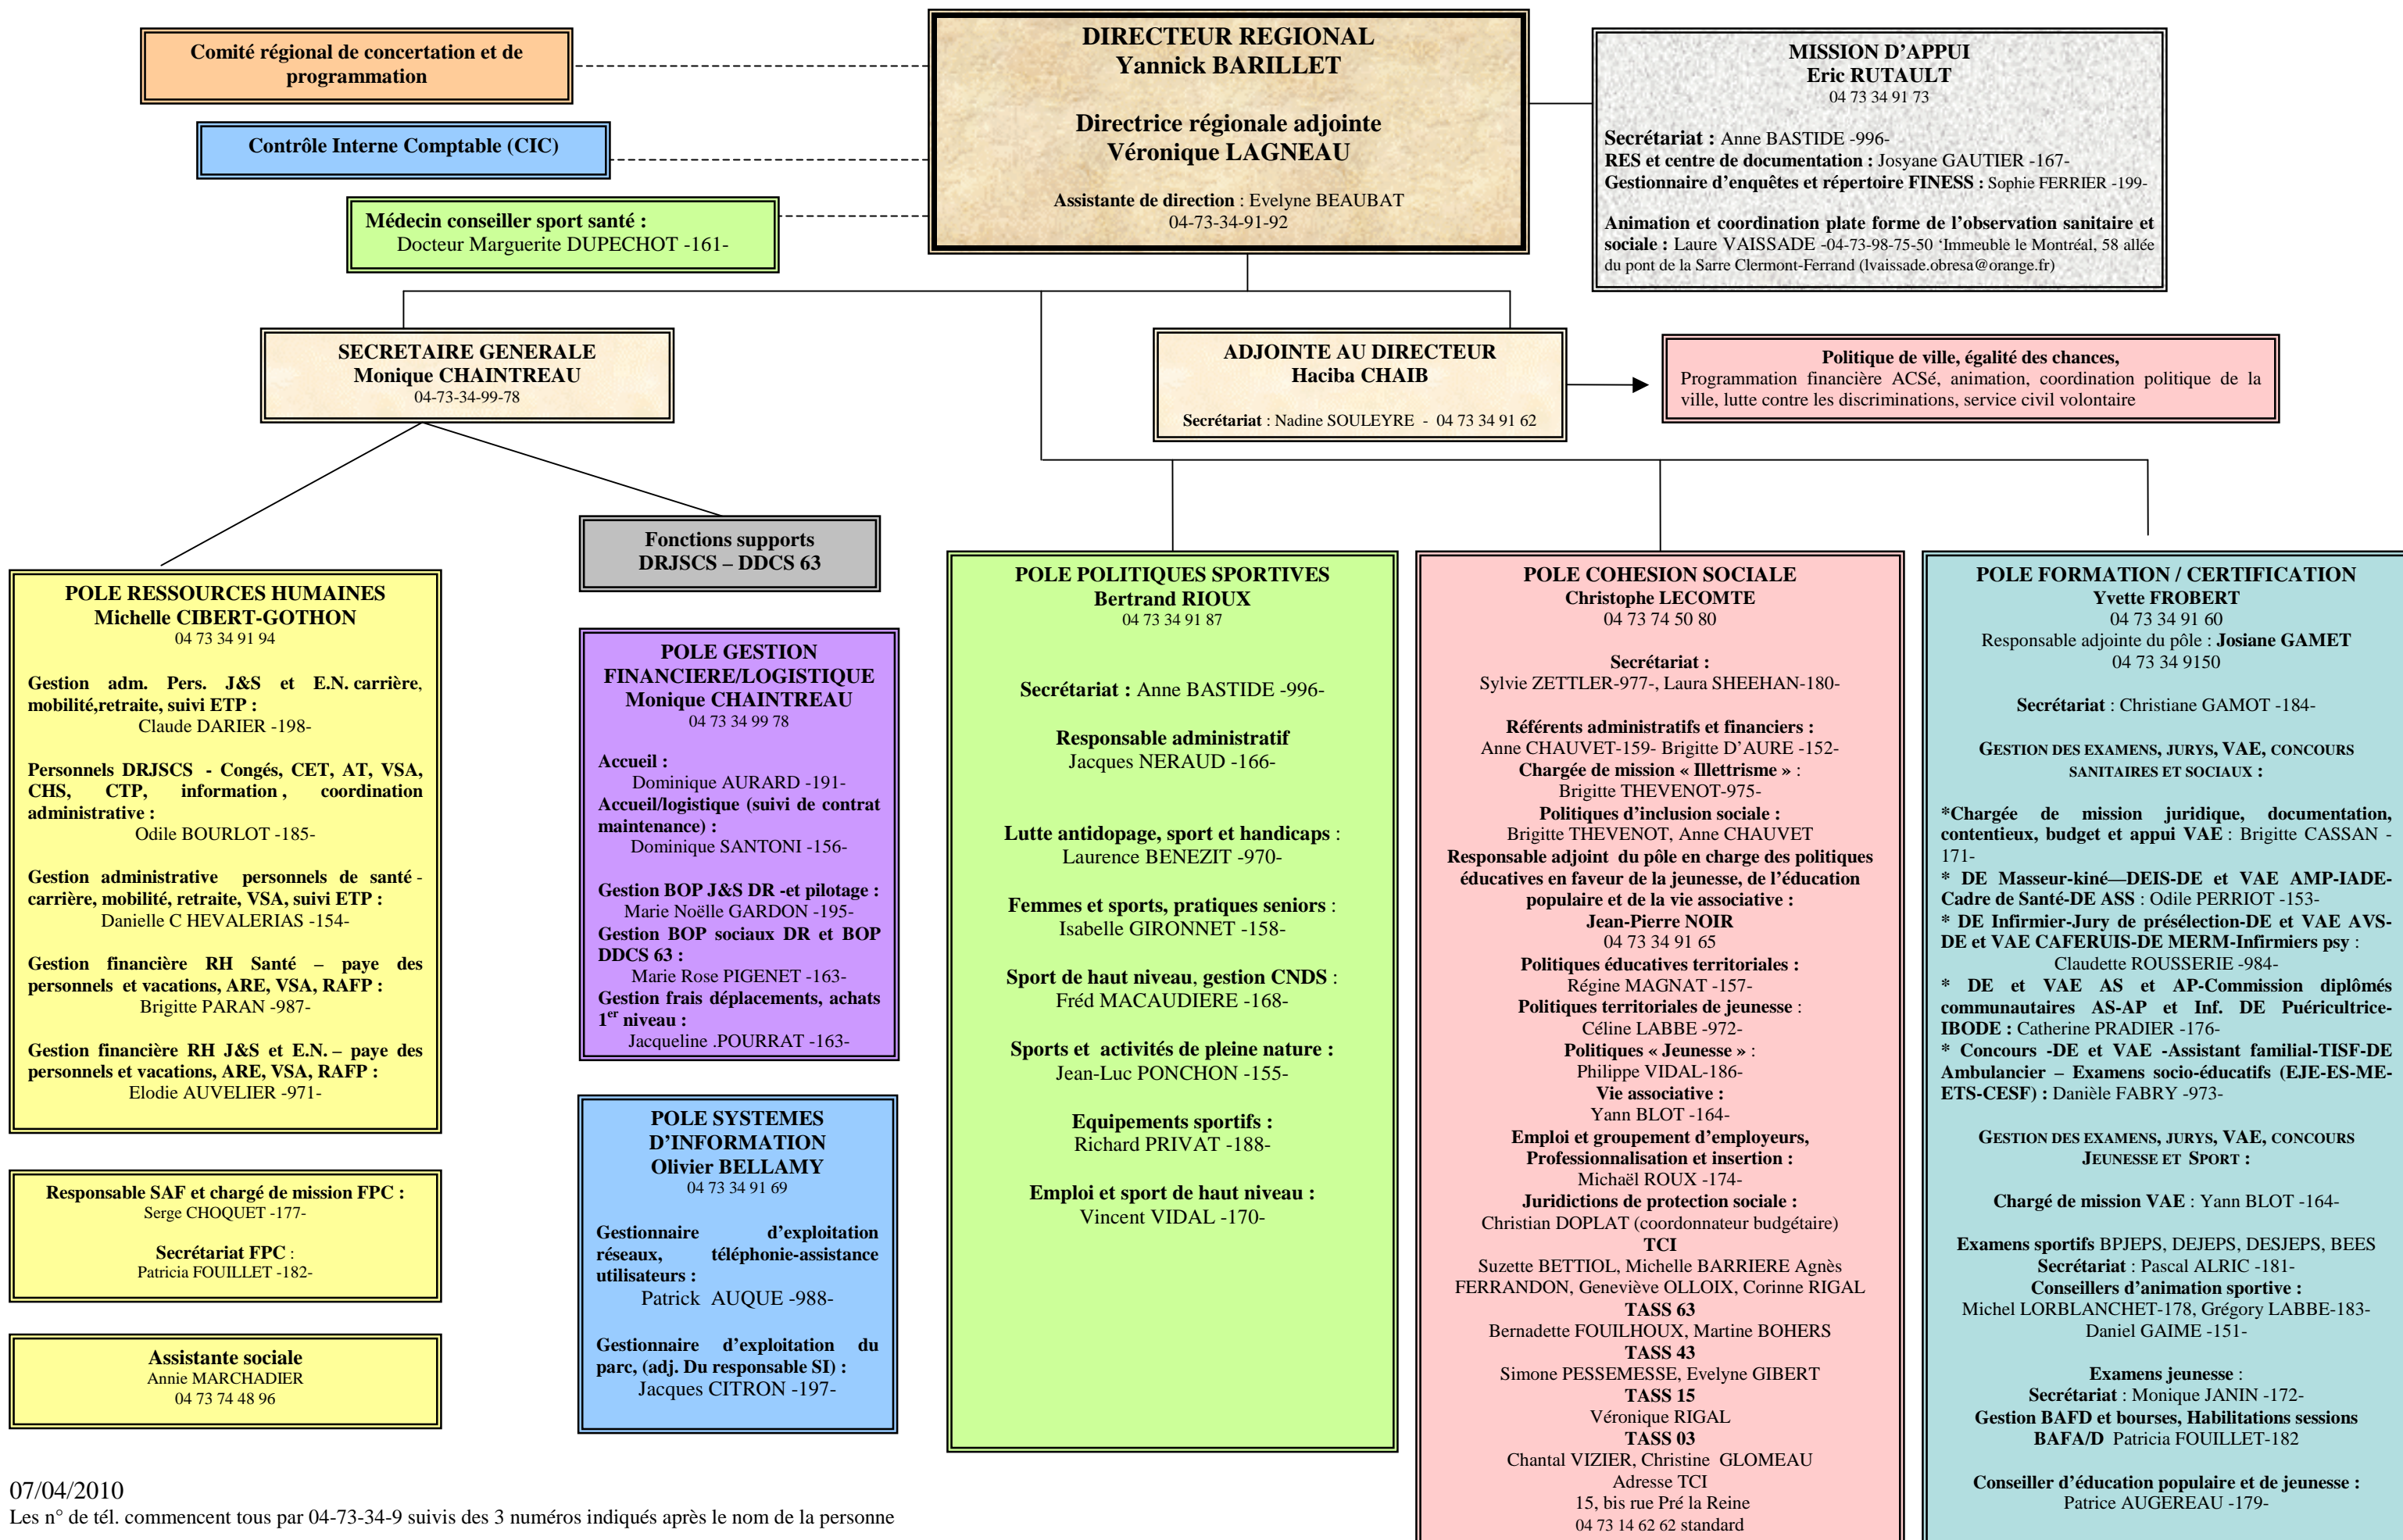 Comité régional de concertation et de
programmation
Contrôle Interne Comptable (CIC)
Médecin conseiller sport santé :
Docteur Marguerite DUPECHOT -161-
DIRECTEUR REGIONAL
Yannick BARILLET
Directrice régionale adjointe
Véronique LAGNEAU
Assistante de direction : Evelyne BEAUBAT
04-73-34-91-92
MISSION D'APPUI
Eric RUTAULT
04 73 34 91 73
Secrétariat : Anne BASTIDE -996-
RES et centre de documentation : Josyane GAUTIER -167-
Gestionnaire d'enquêtes et répertoire FINESS : Sophie FERRIER -199-
Animation et coordination plate forme de l'observation sanitaire et
sociale : Laure VAISSADE -04-73-98-75-50 'Immeuble le Montréal, 58 allée
du pont de la Sarre Clermont-Ferrand (lvaissade.obresa@orange.fr)
SECRETAIRE GENERALE
Monique CHAINTREAU
04-73-34-99-78
ADJOINTE AU DIRECTEUR
Haciba CHAIB
Secrétariat : Nadine SOULEYRE - 04 73 34 91 62
Politique de ville, égalité des chances,
Programmation financière ACSé, animation, coordination politique de la
ville, lutte contre les discriminations, service civil volontaire
POLE RESSOURCES HUMAINES
Michelle CIBERT-GOTHON
04 73 34 91 94
Gestion adm. Pers. J&S et E.N. carrière,
mobilité,retraite, suivi ETP :
Claude DARIER -198-
Personnels DRJSCS - Congés, CET, AT, VSA,
CHS, CTP, information , coordination
administrative :
Odile BOURLOT -185-
Gestion administrative personnels de santé -
carrière, mobilité, retraite, VSA, suivi ETP :
Danielle C HEVALERIAS -154-
Gestion financière RH Santé – paye des
personnels et vacations, ARE, VSA, RAFP :
Brigitte PARAN -987-
Gestion financière RH J&S et E.N. – paye des
personnels et vacations, ARE, VSA, RAFP :
Elodie AUVELIER -971-
Responsable SAF et chargé de mission FPC :
Serge CHOQUET -177-
Secrétariat FPC :
Patricia FOUILLET -182-
Assistante sociale
Annie MARCHADIER
04 73 74 48 96
Fonctions supports
DRJSCS – DDCS 63
POLE GESTION
FINANCIERE/LOGISTIQUE
Monique CHAINTREAU
04 73 34 99 78
Accueil :
Dominique AURARD -191-
Accueil/logistique (suivi de contrat
maintenance) :
Dominique SANTONI -156-
Gestion BOP J&S DR -et pilotage :
Marie Noëlle GARDON -195-
Gestion BOP sociaux DR et BOP
DDCS 63 :
Marie Rose PIGENET -163-
Gestion frais déplacements, achats
1er niveau :
Jacqueline .POURRAT -163-
POLE SYSTEMES
D'INFORMATION
Olivier BELLAMY
04 73 34 91 69
Gestionnaire d'exploitation
réseaux, téléphonie-assistance
utilisateurs :
Patrick AUQUE -988-
Gestionnaire d'exploitation du
parc, (adj. Du responsable SI) :
Jacques CITRON -197-
POLE POLITIQUES SPORTIVES
Bertrand RIOUX
04 73 34 91 87
Secrétariat : Anne BASTIDE -996-
Responsable administratif
Jacques NERAUD -166-
Lutte antidopage, sport et handicaps :
Laurence BENEZIT -970-
Femmes et sports, pratiques seniors :
Isabelle GIRONNET -158-
Sport de haut niveau, gestion CNDS :
Fréd MACAUDIERE -168-
Sports et activités de pleine nature :
Jean-Luc PONCHON -155-
Equipements sportifs :
Richard PRIVAT -188-
Emploi et sport de haut niveau :
Vincent VIDAL -170-
POLE COHESION SOCIALE
Christophe LECOMTE
04 73 74 50 80
Secrétariat :
Sylvie ZETTLER-977-, Laura SHEEHAN-180-
Référents administratifs et financiers :
Anne CHAUVET-159- Brigitte D'AURE -152-
Chargée de mission « Illettrisme » :
Brigitte THEVENOT-975-
Politiques d'inclusion sociale :
Brigitte THEVENOT, Anne CHAUVET
Responsable adjoint du pôle en charge des politiques
éducatives en faveur de la jeunesse, de l'éducation
populaire et de la vie associative :
Jean-Pierre NOIR
04 73 34 91 65
Politiques éducatives territoriales :
Régine MAGNAT -157-
Politiques territoriales de jeunesse :
Céline LABBE -972-
Politiques « Jeunesse » :
Philippe VIDAL-186-
Vie associative :
Yann BLOT -164-
Emploi et groupement d'employeurs,
Professionnalisation et insertion :
Michaël ROUX -174-
Juridictions de protection sociale :
Christian DOPLAT (coordonnateur budgétaire)
TCI
Suzette BETTIOL, Michelle BARRIERE Agnès
FERRANDON, Geneviève OLLOIX, Corinne RIGAL
TASS 63
Bernadette FOUILHOUX, Martine BOHERS
TASS 43
Simone PESSEMESSE, Evelyne GIBERT
TASS 15
Véronique RIGAL
TASS 03
Chantal VIZIER, Christine GLOMEAU
Adresse TCI
15, bis rue Pré la Reine
04 73 14 62 62 standard
POLE FORMATION / CERTIFICATION
Yvette FROBERT
04 73 34 91 60
Responsable adjointe du pôle : Josiane GAMET
04 73 34 9150
Secrétariat : Christiane GAMOT -184-
GESTION DES EXAMENS, JURYS, VAE, CONCOURS
SANITAIRES ET SOCIAUX :
*Chargée de mission juridique, documentation,
contentieux, budget et appui VAE : Brigitte CASSAN -
171-
* DE Masseur-kiné—DEIS-DE et VAE AMP-IADE-
Cadre de Santé-DE ASS : Odile PERRIOT -153-
* DE Infirmier-Jury de présélection-DE et VAE AVS-
DE et VAE CAFERUIS-DE MERM-Infirmiers psy :
Claudette ROUSSERIE -984-
* DE et VAE AS et AP-Commission diplômés
communautaires AS-AP et Inf. DE Puéricultrice-
IBODE : Catherine PRADIER -176-
* Concours -DE et VAE -Assistant familial-TISF-DE
Ambulancier – Examens socio-éducatifs (EJE-ES-ME-
ETS-CESF) : Danièle FABRY -973-
GESTION DES EXAMENS, JURYS, VAE, CONCOURS
JEUNESSE ET SPORT :
Chargé de mission VAE : Yann BLOT -164-
Examens sportifs BPJEPS, DEJEPS, DESJEPS, BEES
Secrétariat : Pascal ALRIC -181-
Conseillers d'animation sportive :
Michel LORBLANCHET-178, Grégory LABBE-183-
Daniel GAIME -151-
Examens jeunesse :
Secrétariat : Monique JANIN -172-
Gestion BAFD et bourses, Habilitations sessions
BAFA/D Patricia FOUILLET-182
Conseiller d'éducation populaire et de jeunesse :
Patrice AUGEREAU -179-
07/04/2010
Les n° de tél. commencent tous par 04-73-34-9 suivis des 3 numéros indiqués après le nom de la personne